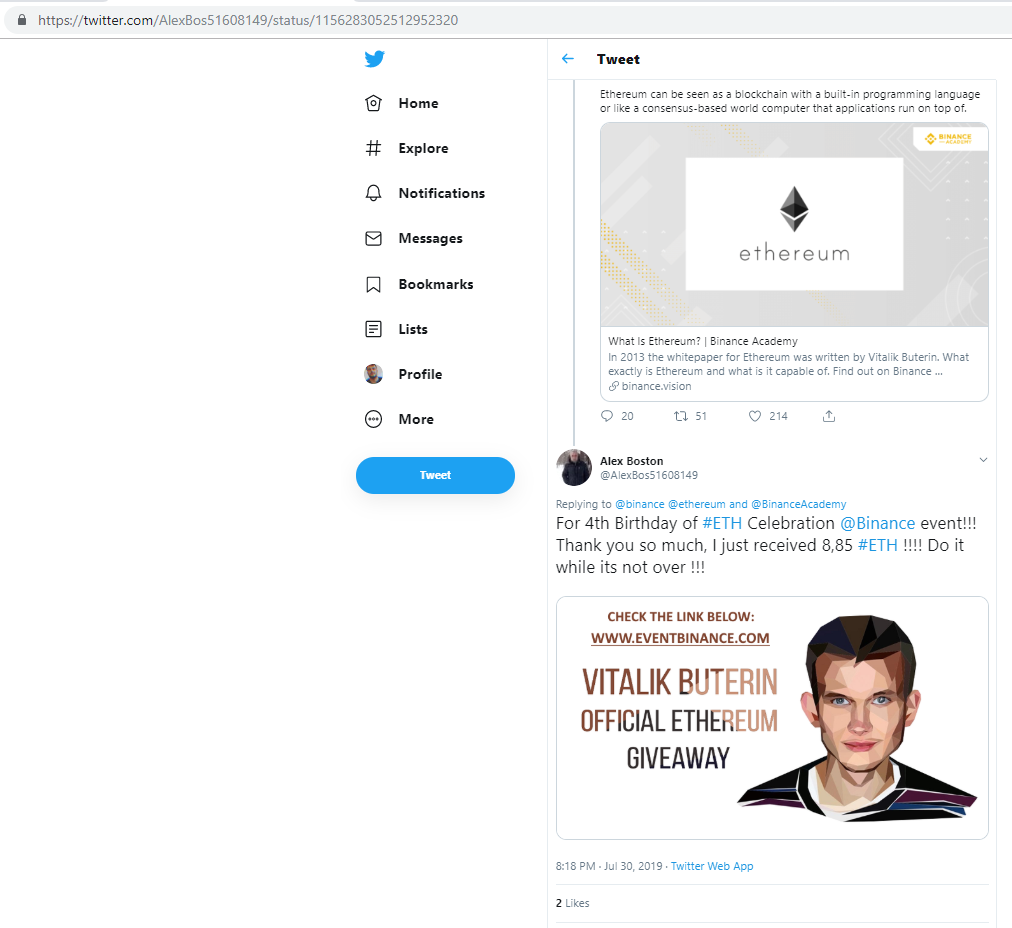 https://twitter.com/AlexBos51608149/status/1156283052512952320
Home
Explore
Notifications
Messages
Bookmarks
Lists
Profile
More
Tweet
Tweet
Ethereum can be seen as a blockchain with a built-in programming language
or like a consensus-based world computer that applications run on top of.
BINANCE
ACADEMY
ethereum
What Is Ethereum? | Binance Academy
In 2013 the whitepaper for Ethereum was written by Vitalik Buterin. What
exactly is Ethereum and what is it capable of. Find out on Binance ...
binance.vision
20 51 214
Alex Boston
@AlexBos51608149
Replying to @binance @ethereum and @BinanceAcademy
For 4th Birthday of #ETH Celebration @Binance event!!!
Thank you so much, I just received 8,85 #ETH !!!! Do it
while its not over !!!
CHECK THE LINK BELOW:
WWW.EVENTBINANCE.COM
VITALIK BUTERIN
OFFICIAL ETHEREUM
GIVEAWAY
8:18 PM · Jul 30, 2019 · Twitter Web App
2 Likes